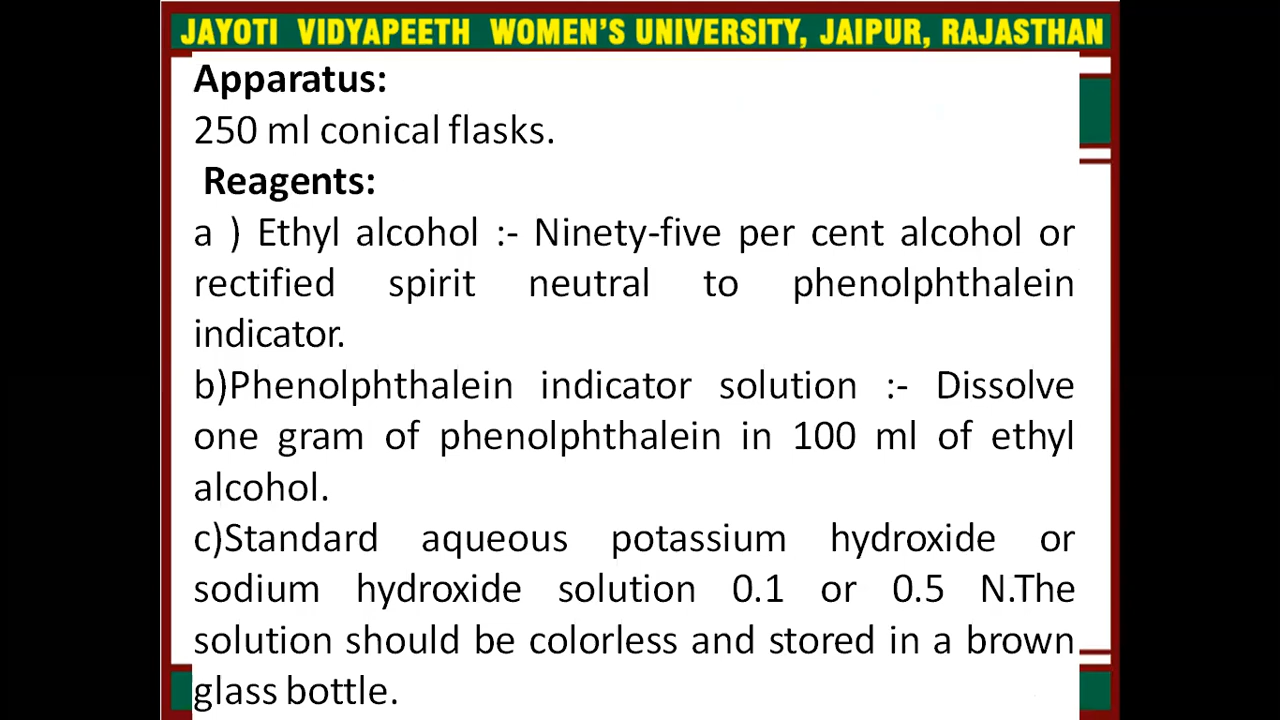 JAYOTI VIDYAPEETH WOMEN'S UNIVERSITY, JAIPUR, RAJASTHAN
Apparatus:
250 ml conical flasks.
Reagents:
a ) Ethyl alcohol :- Ninety-five per cent alcohol or
rectified spirit neutral to phenolphthalein
indicator.
b)Phenolphthalein indicator solution :- Dissolve
one gram of phenolphthalein in 100 ml of ethyl
alcohol.
c)Standard aqueous potassium hydroxide or
sodium hydroxide solution 0.1 or 0.5 N.The
solution should be colorless and stored in a brown
glass bottle.